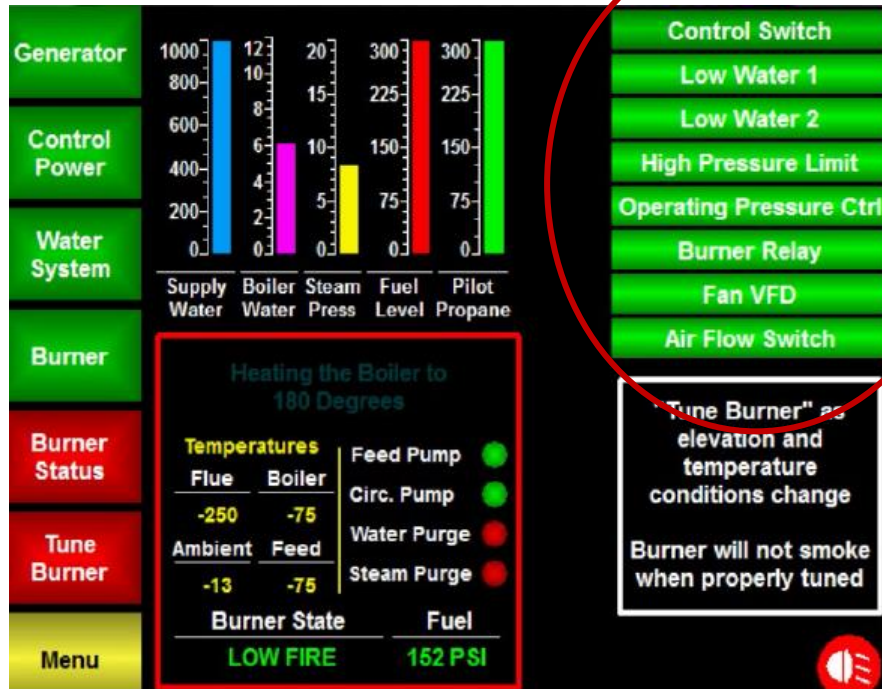 Generator
Control
Power
Water
System
Burner
Burner
Status
Tune
Burner
Menu
1000
800
600
400
200
0
12
10
8
6
4
2
0
20
15
10
5
0
300
225
150
75
0
300
225
150
75
0
Supply Water
Boiler Water
Steam Press
Fuel Level
Pilot Propane
Heating the Boiler to
180 Degrees
Temperatures
Flue Boiler
-250 -75
Ambient Feed
-13 -75
Feed Pump
Circ. Pump
Water Purge
Steam Purge
Burner State Fuel
LOW FIRE 152 PSI
Control Switch
Low Water 1
Low Water 2
High Pressure Limit
Operating Pressure Ctrl
Burner Relay
Fan VFD
Air Flow Switch
"Tune Burner" as
elevation and
temperature
conditions change
Burner will not smoke
when properly tuned